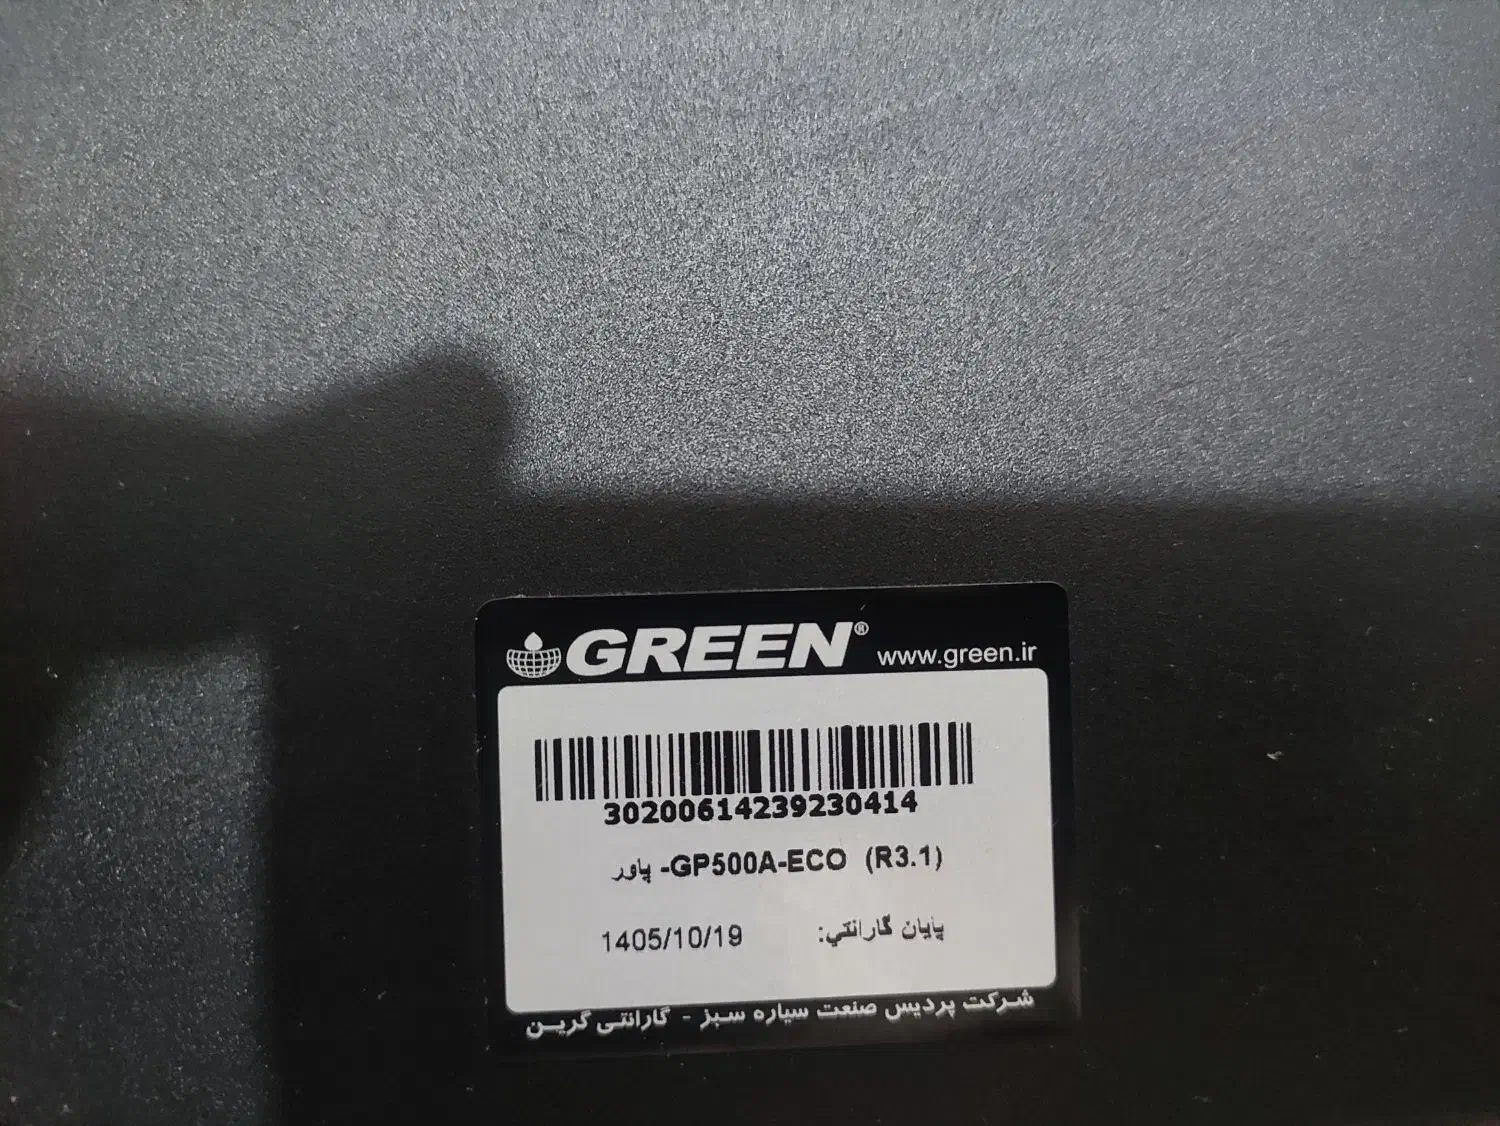 GREEN® www.green.ir
30200614239230414
پاور -GP500A-ECO (R3.1)
پایان گارانتي: 1405/10/19
شرکت پردیس صنعت سیاره سبز - گارانتی گرین